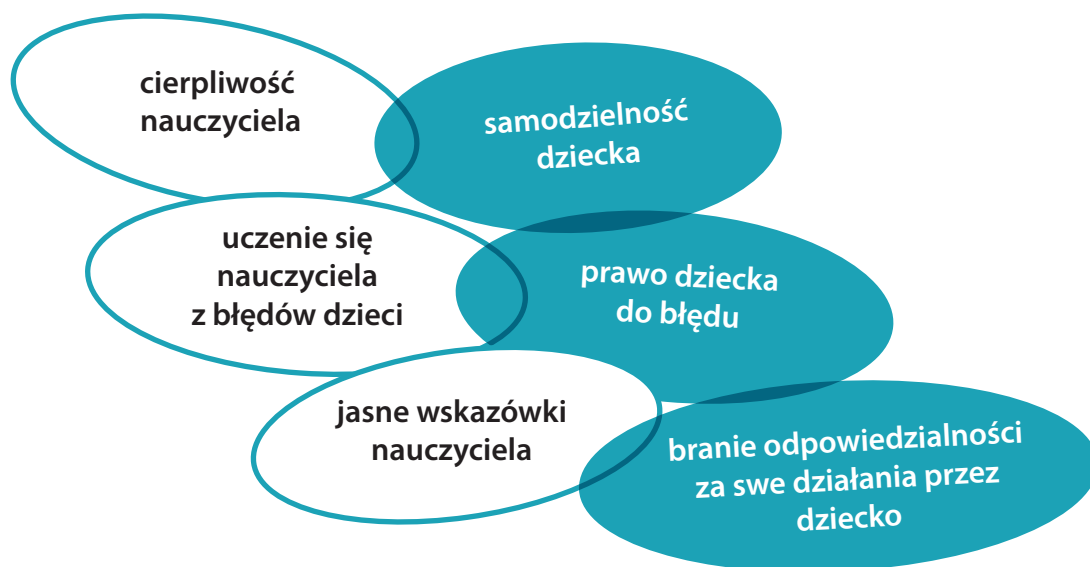 cierpliwość
nauczyciela
samodzielność
dziecka
uczenie się
nauczyciela
z błędów dzieci
prawo dziecka
do błędu
jasne wskazówki
nauczyciela
branie odpowiedzialności
za swe działania przez
dziecko